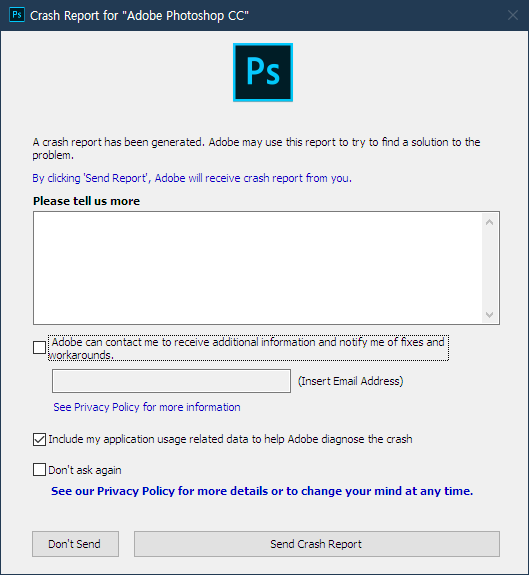 Ps Crash Report for "Adobe Photoshop CC"
Ps
A crash report has been generated. Adobe may use this report to try to find a solution to the
problem.
By clicking 'Send Report', Adobe will receive crash report from you.
Please tell us more
Adobe can contact me to receive additional information and notify me of fixes and
workarounds.
(Insert Email Address)
See Privacy Policy for more information
Include my application usage related data to help Adobe diagnose the crash
Don't ask again
See our Privacy Policy for more details or to change your mind at any time.
Don't Send
Send Crash Report